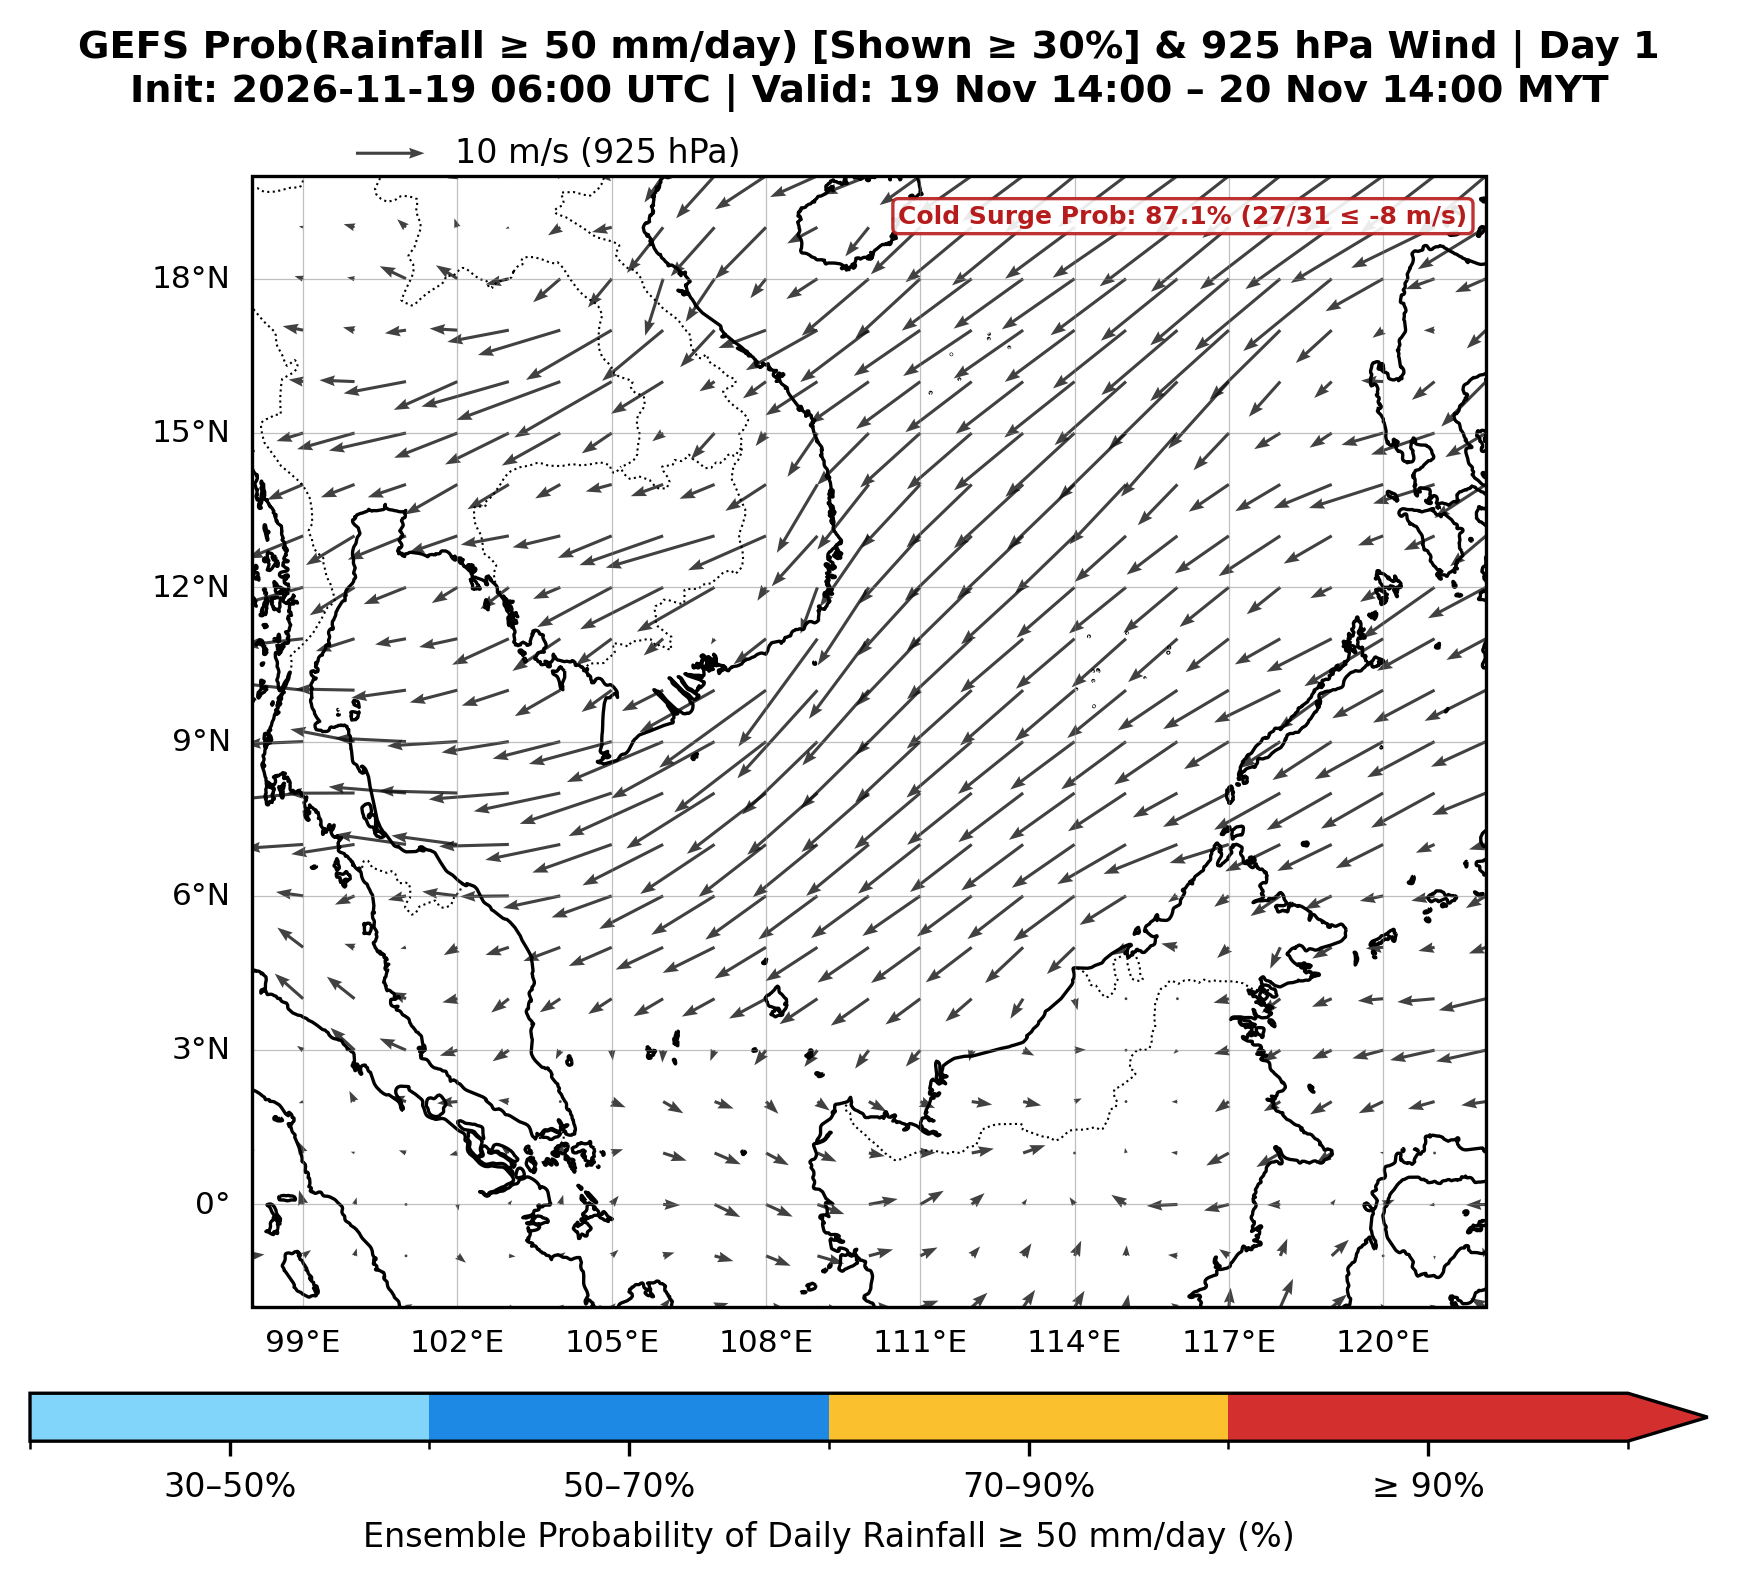 GEFS Prob(Rainfall ≥ 50 mm/day) [Shown ≥ 30%] & 925 hPa Wind | Day 1
Init: 2026-11-19 06:00 UTC | Valid: 19 Nov 14:00 – 20 Nov 14:00 MYT
10 m/s (925 hPa)
Cold Surge Prob: 87.1% (27/31 ≤ -8 m/s)
18°N
15°N
12°N
9°N
6°N
3°N
0°
99°E 102°E 105°E 108°E 111°E 114°E 117°E 120°E
30–50% 50–70% 70–90% ≥ 90%
Ensemble Probability of Daily Rainfall ≥ 50 mm/day (%)